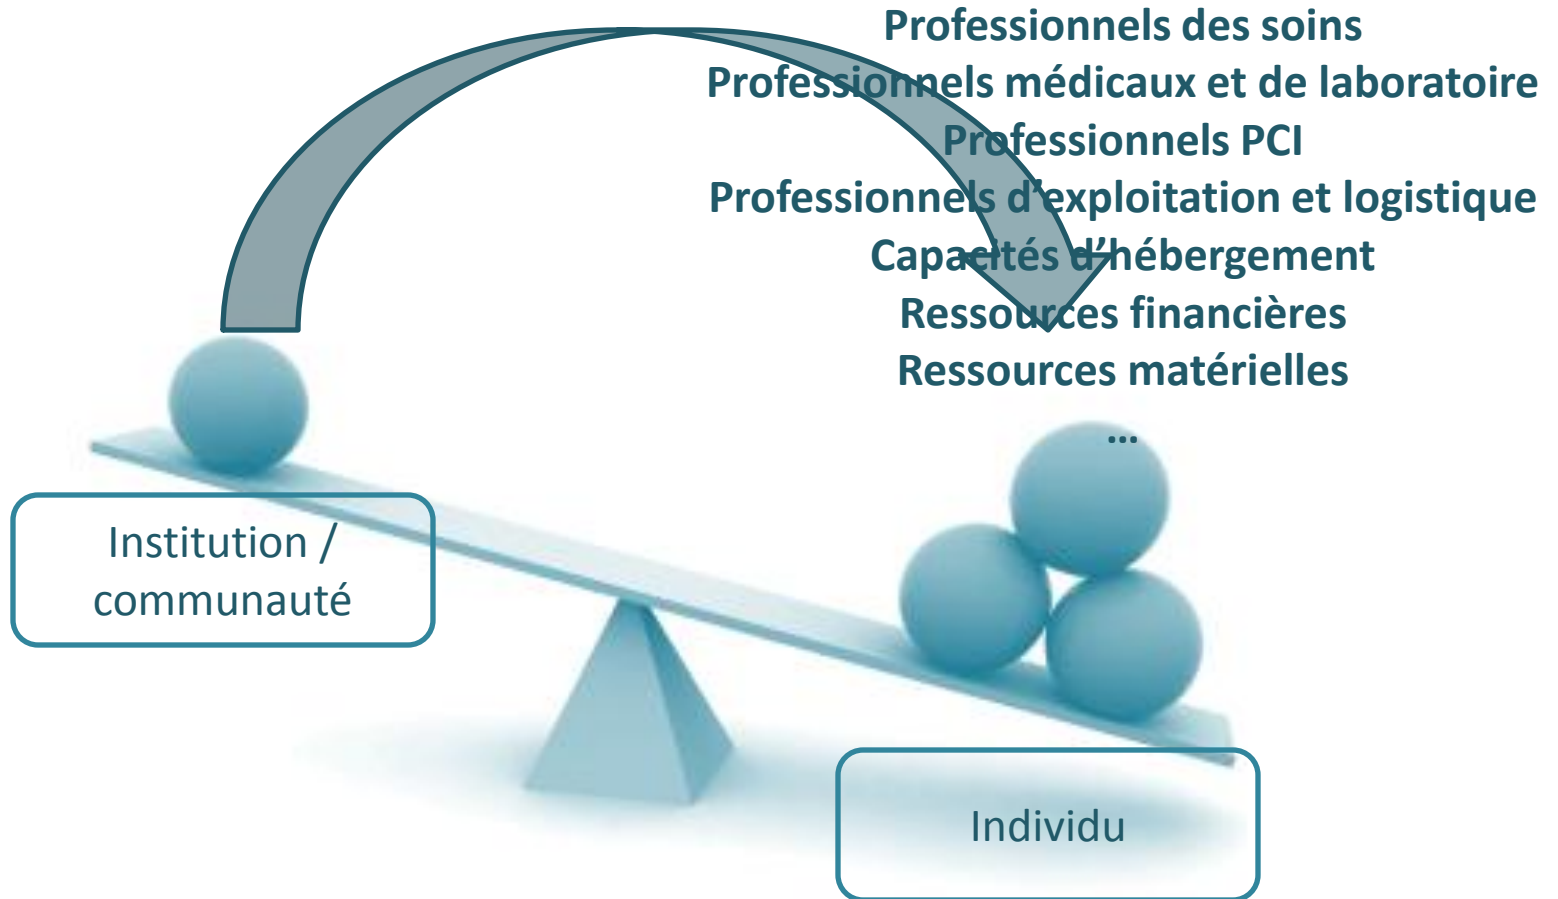 Professionnels des soins
Professionnels médicaux et de laboratoire
Professionnels PCI
Professionnels d'exploitation et logistique
Capacités d'hébergement
Ressources financières
Ressources matérielles
...
Institution /
communauté
Individu